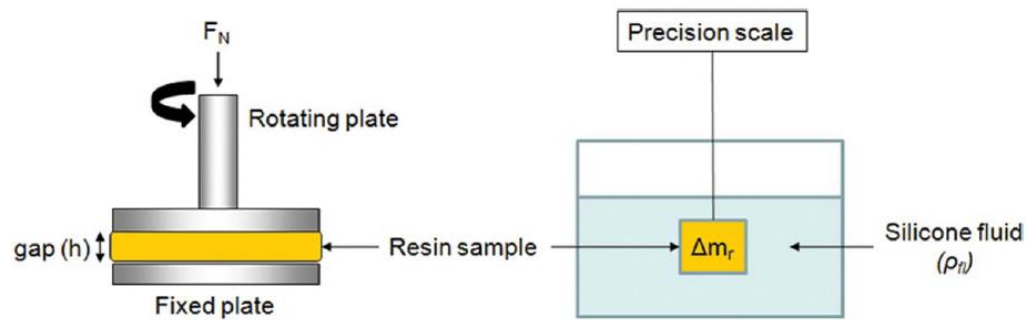 F_N
Rotating plate
gap (h)
Resin sample
Fixed plate
Precision scale
Δm_r
Silicone fluid
(ρ_fl)